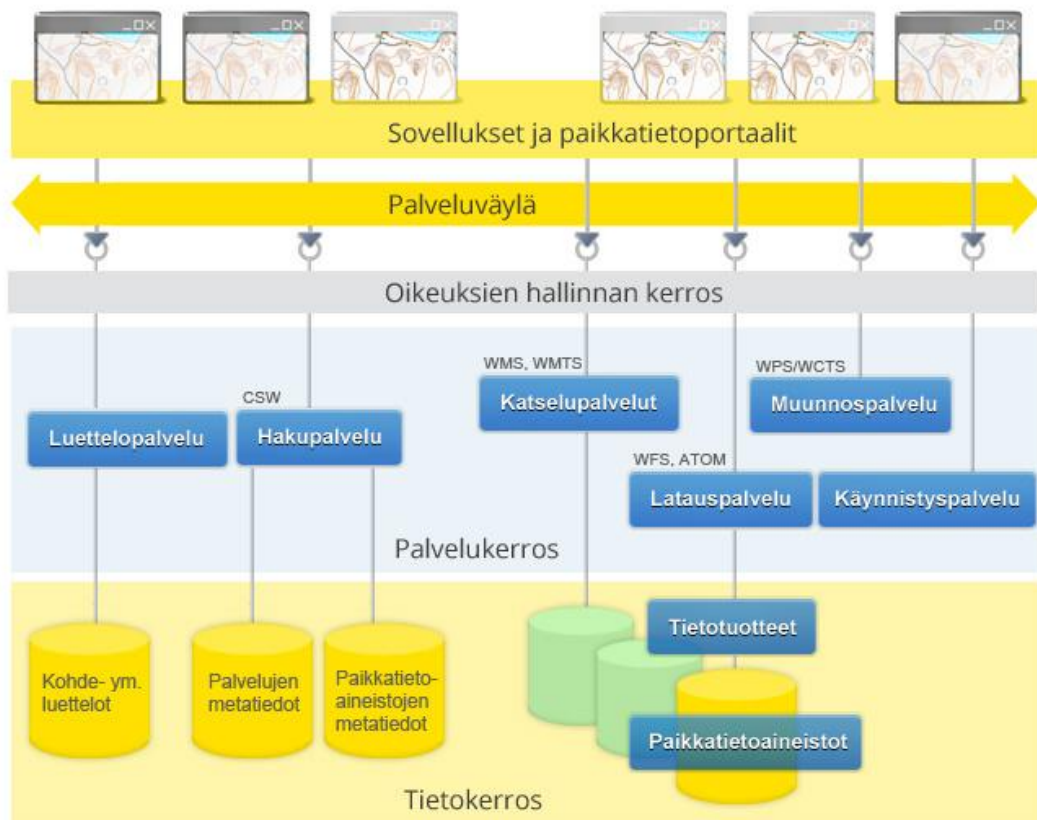 Sovellukset ja paikkatietoportaalit
Palveluväylä
Oikeuksien hallinnan kerros
WMS, WMTS
WPS/WCTS
Katselupalvelut
Muunnospalvelu
CSW
Luettelopalvelu
Hakupalvelu
WFS, ATOM
Latauspalvelu
Käynnistyspalvelu
Palvelukerros
Tietotuotteet
Kohde- ym.
luettelot
Palvelujen
metatiedot
Paikkatieto-
aineistojen
metatiedot
Paikkatietoaineistot
Tietokerros